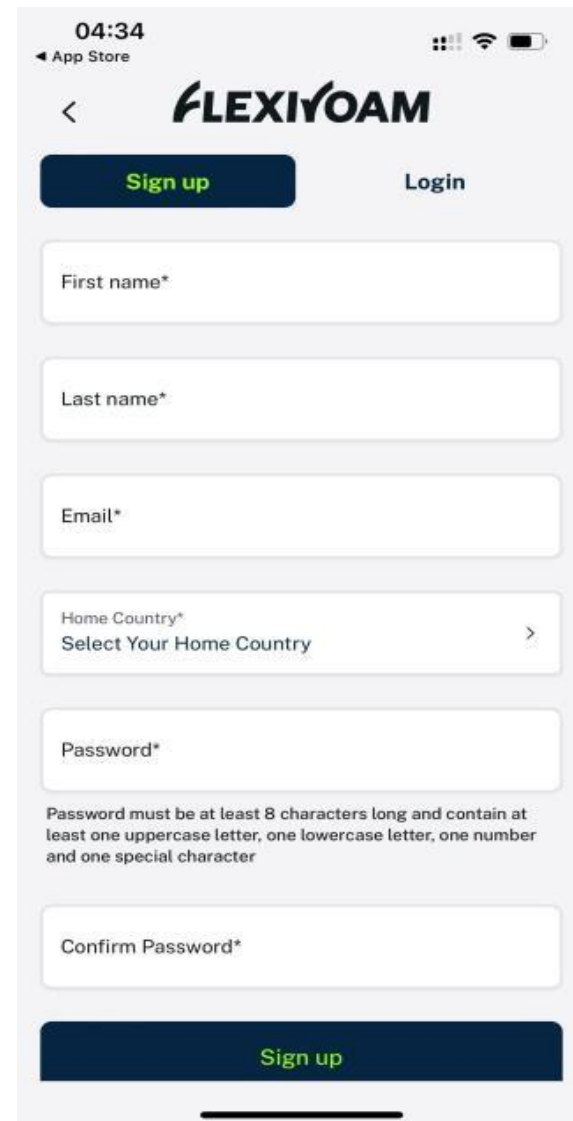 04:34
◀ App Store
<
FLEXIROAM
Sign up
Login
First name*
Last name*
Email*
Home Country*
Select Your Home Country
>
Password*
Password must be at least 8 characters long and contain at
least one uppercase letter, one lowercase letter, one number
and one special character
Confirm Password*
Sign up